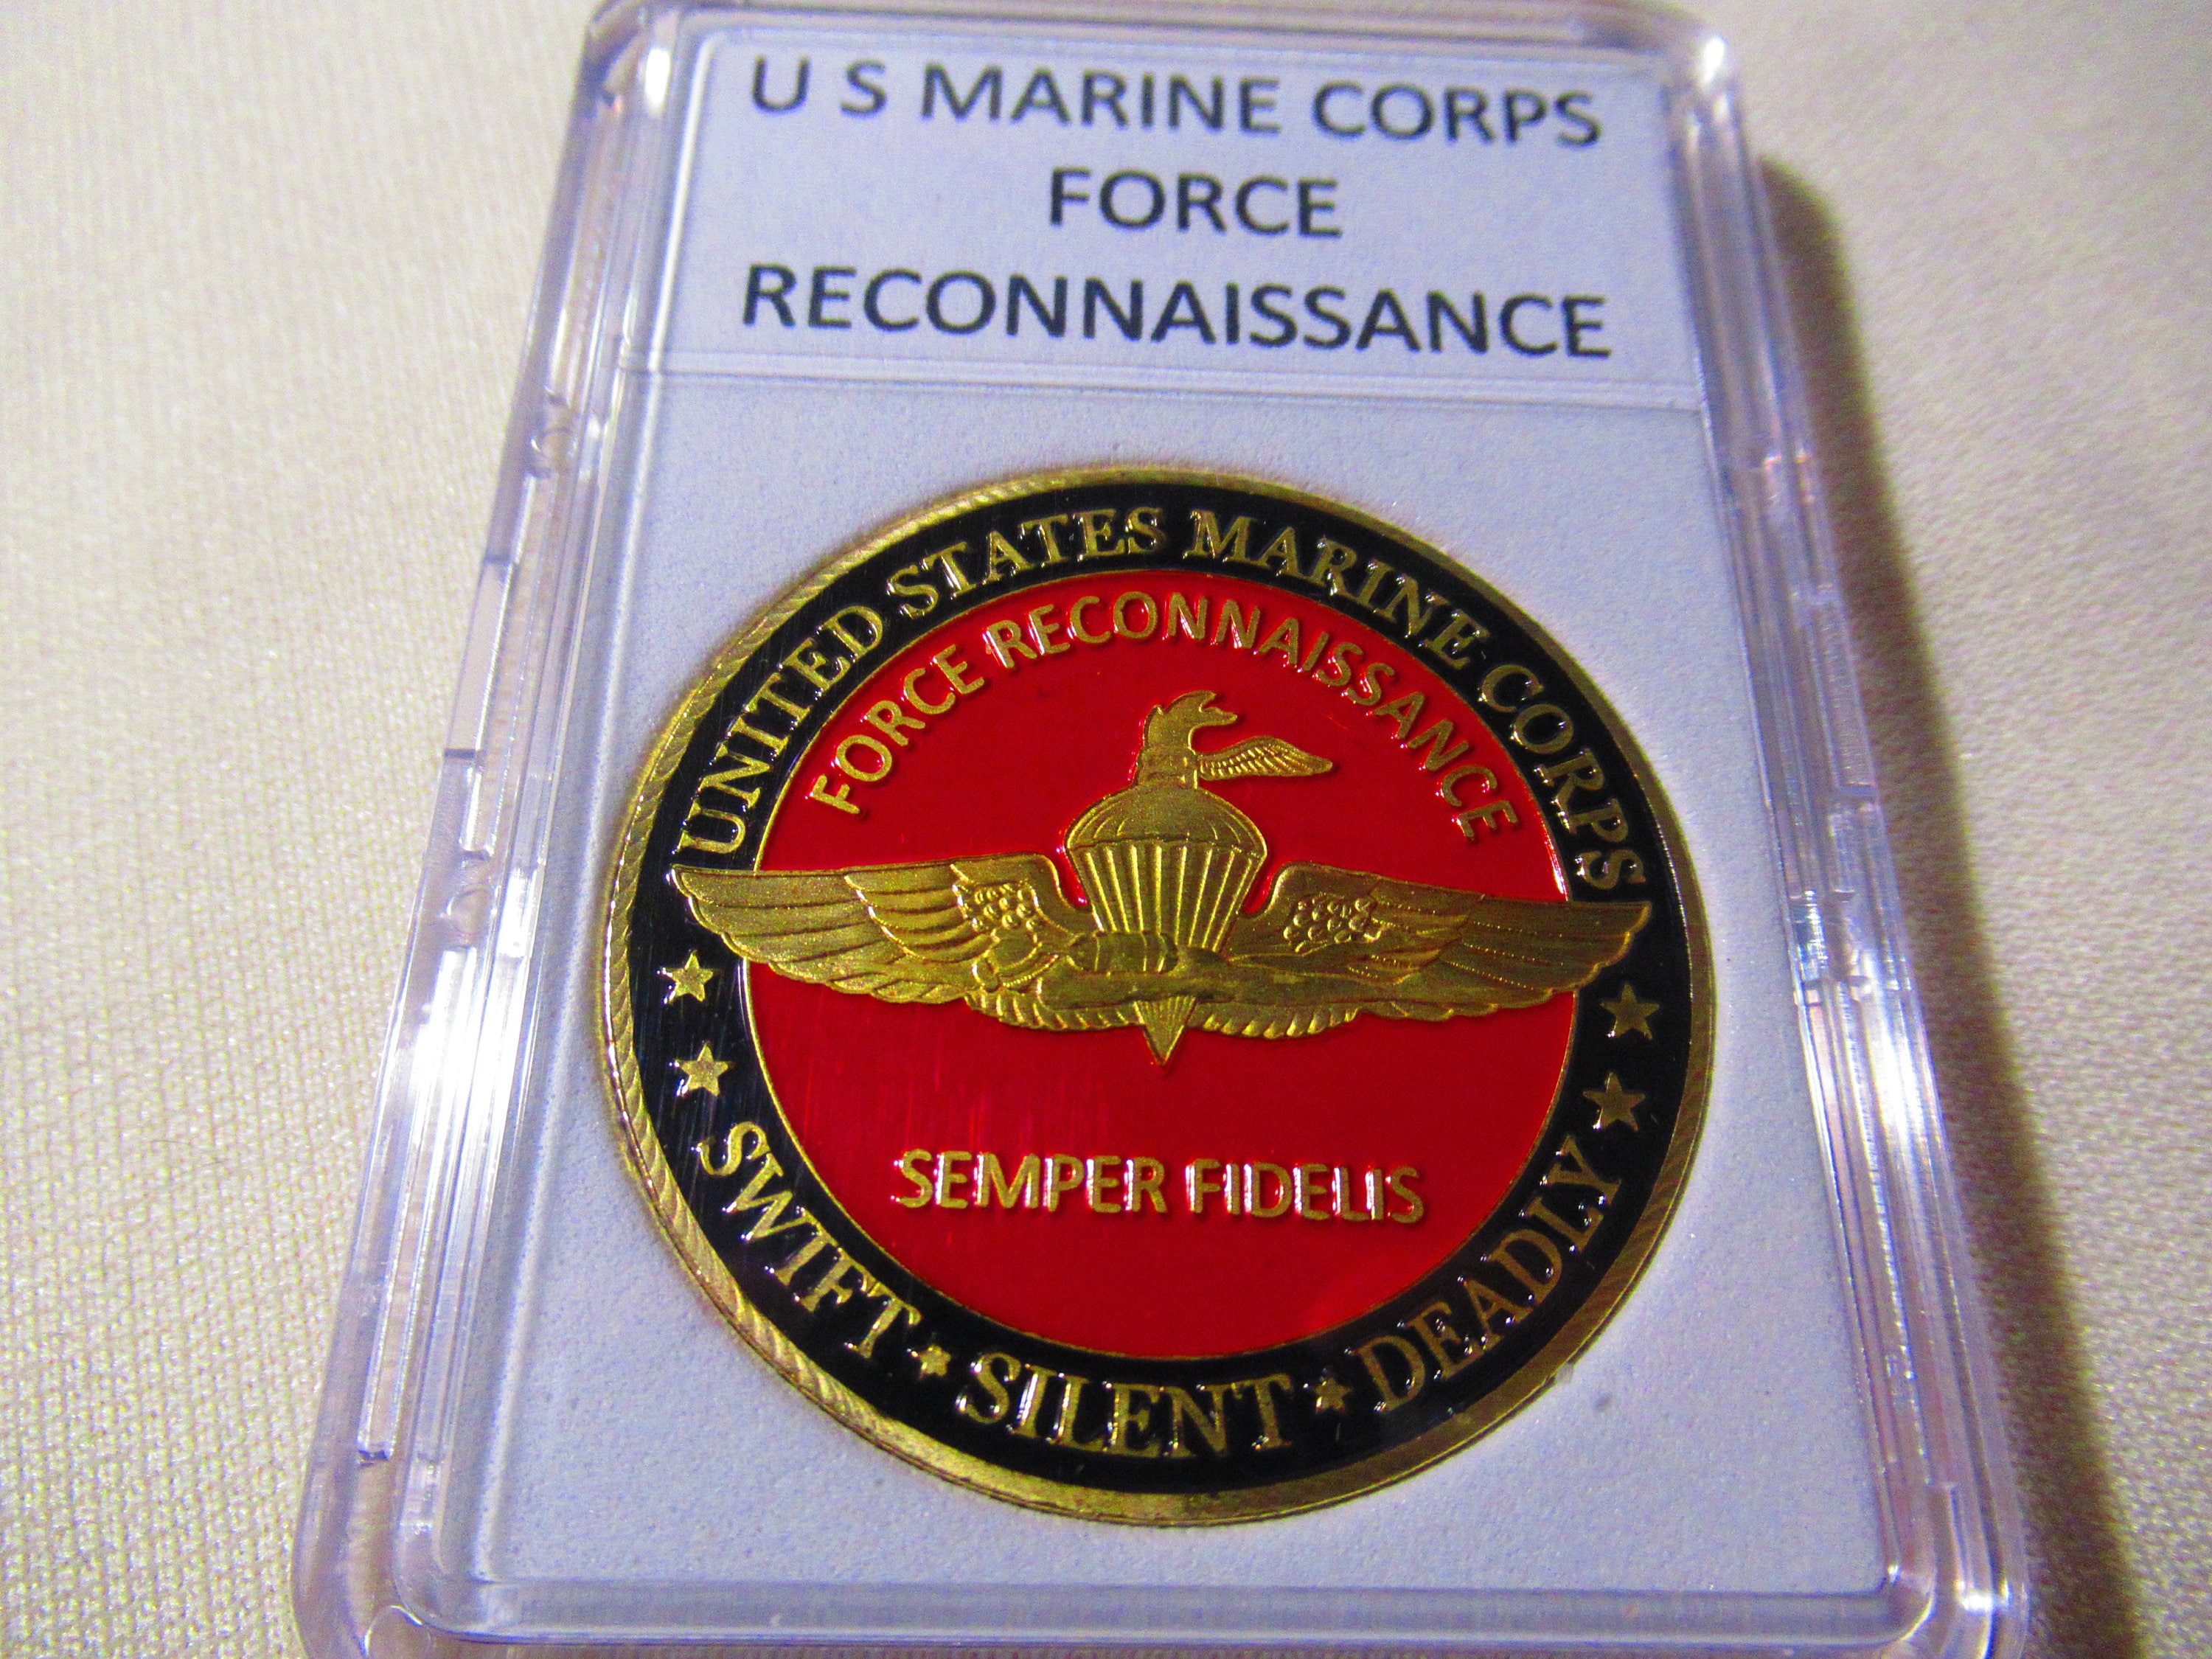 U S MARINE CORPS
FORCE
RECONNAISSANCE
UNITED STATES MARINE CORPS
FORCE RECONNAISSANCE
SEMPER FIDELIS
SWIFT ★ SILENT ★ DEADLY